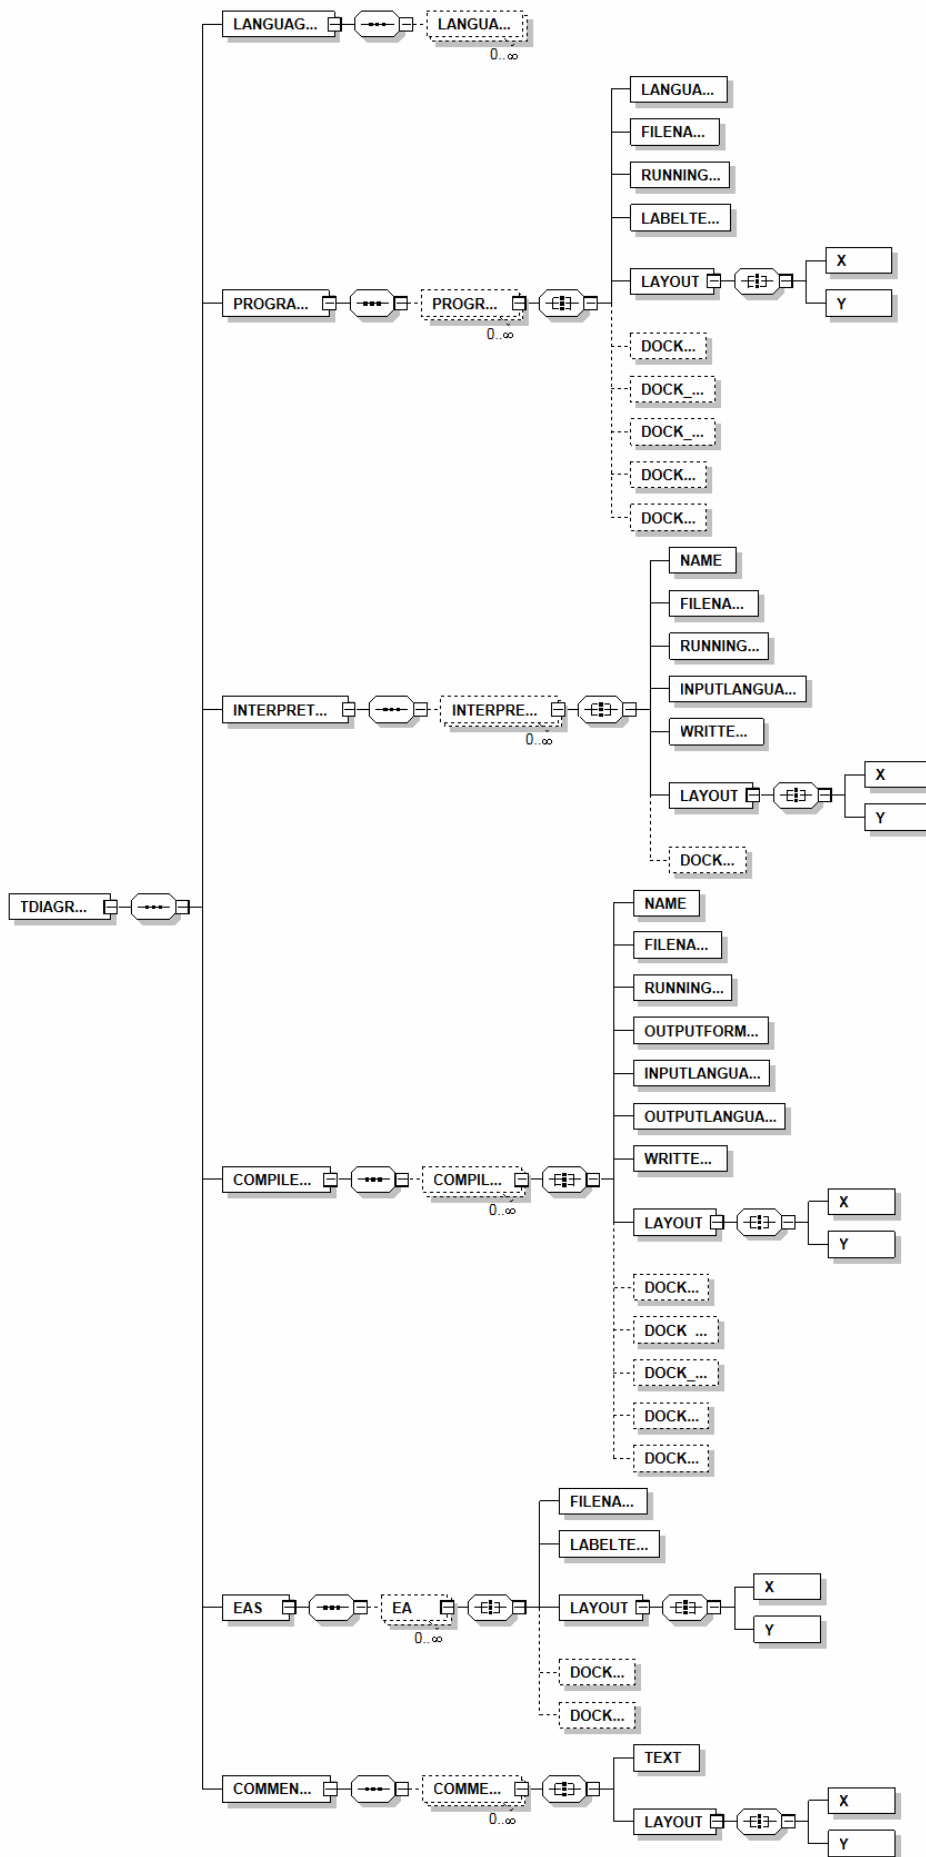 LANGUAG...
LANGUA...
0..∞
LANGUA...
FILENA...
RUNNING...
LABELTE...
LAYOUT
X
Y
PROGRA...
PROGR...
0..∞
DOCK...
DOCK_...
DOCK_...
DOCK...
DOCK...
NAME
FILENA...
RUNNING...
INPUTLANGUA...
INTERPRET...
INTERPRE...
0..∞
WRITTE...
LAYOUT
X
Y
DOCK...
TDIAGR...
NAME
FILENA...
RUNNING...
OUTPUTFORM...
INPUTLANGUA...
OUTPUTLANGUA...
WRITTE...
COMPILE...
COMPIL...
0..∞
LAYOUT
X
Y
DOCK...
DOCK_...
DOCK_...
DOCK...
DOCK...
FILENA...
LABELTE...
EAS
EA
0..∞
LAYOUT
X
Y
DOCK...
DOCK...
TEXT
COMMEN...
COMME...
0..∞
LAYOUT
X
Y